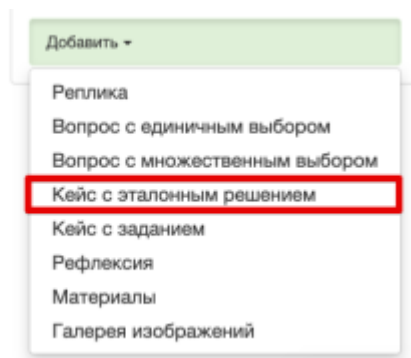 Добавить
Реплика
Вопрос с единичным выбором
Вопрос с множественным выбором
Кейс с эталонным решением
Кейс с заданием
Рефлексия
Материалы
Галерея изображений